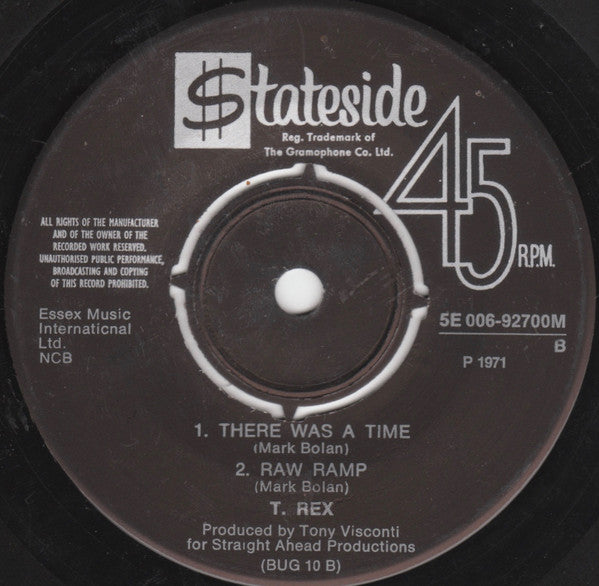 $tateside
Reg. Trademark of
The Gramophone Co. Ltd.
45 R.P.M.
ALL RIGHTS OF THE MANUFACTURER
AND OF THE OWNER OF THE
RECORDED WORK RESERVED.
UNAUTHORISED PUBLIC PERFORMANCE,
BROADCASTING AND COPYING
OF THIS RECORD PROHIBITED.
Essex Music
International
Ltd.
NCB
5E 006-92700M
B
P 1971
1. THERE WAS A TIME
(Mark Bolan)
2. RAW RAMP
(Mark Bolan)
T. REX
Produced by Tony Visconti
for Straight Ahead Productions
(BUG 10 B)